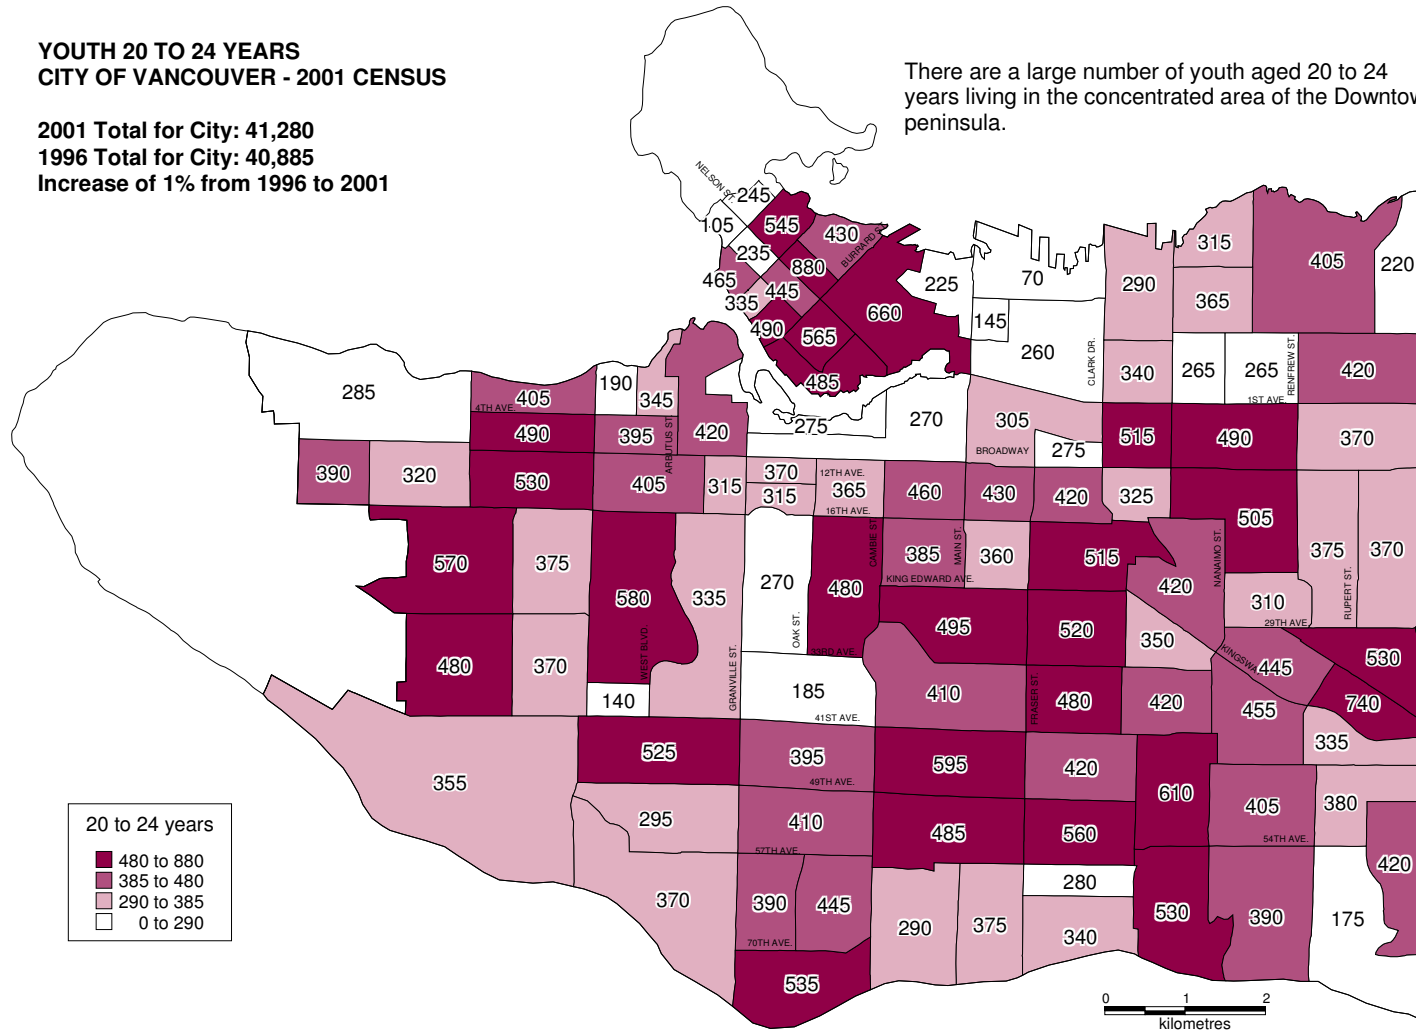 YOUTH 20 TO 24 YEARS
CITY OF VANCOUVER - 2001 CENSUS
2001 Total for City: 41,280
1996 Total for City: 40,885
Increase of 1% from 1996 to 2001
There are a large number of youth aged 20 to 24
years living in the concentrated area of the Downtow
peninsula.
NELSON ST.
245
105
545
430
BURRARD S
235
880
465
445
335
660
490
565
485
225
70
145
260
CLARK DR.
290
315
365
405
220
340
265
265
RENFREW ST.
1ST AVE.
420
285
405
4TH AVE.
190
345
490
395
ARBUTUS ST.
420
275
270
305
BROADWAY
275
515
490
370
390
320
530
405
315
370
315
12TH AVE.
365
16TH AVE.
460
430
420
325
505
375
370
RUPERT ST.
570
375
580
335
270
OAK ST.
480
CAMBIE ST.
385
MAIN ST.
KING EDWARD AVE.
360
515
420
NANAIMO ST.
310
29TH AVE.
480
370
WEST BLVD.
140
GRANVILLE ST.
33RD AVE.
185
41ST AVE.
495
520
350
KINGSWA
445
530
410
FRASER ST.
480
420
455
740
335
355
525
395
49TH AVE.
595
420
610
405
54TH AVE.
380
420
295
410
57TH AVE.
485
560
370
390
445
70TH AVE.
290
375
280
340
530
390
175
535
20 to 24 years
480 to 880
385 to 480
290 to 385
0 to 290
0 1 2
kilometres